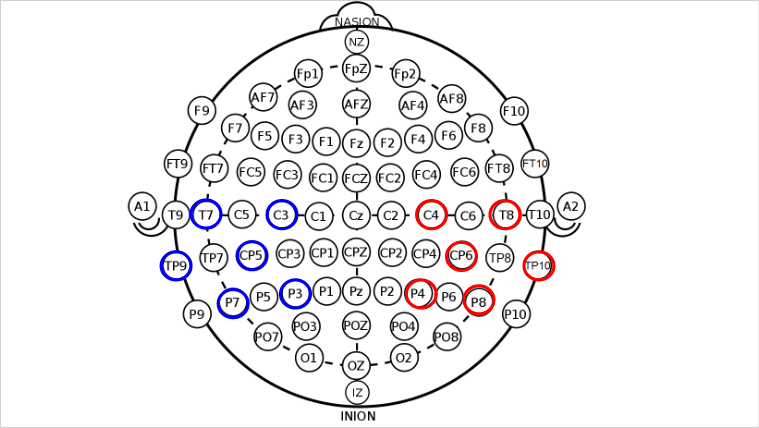 NASION
NZ
Fp1 FpZ Fp2
AF7 AF3 AFZ AF4 AF8
F9 F7 F5 F3 F1 Fz F2 F4 F6 F8 F10
FT9 FT7 FC5 FC3 FC1 FCZ FC2 FC4 FC6 FT8 FT10
A1 T9 T7 C5 C3 C1 Cz C2 C4 C6 T8 T10 A2
TP9 TP7 CP5 CP3 CP1 CPZ CP2 CP4 CP6 TP8 TP10
P9 P7 P5 P3 P1 Pz P2 P4 P6 P8 P10
PO7 PO3 POZ PO4 PO8
O1 OZ O2
IZ
INION